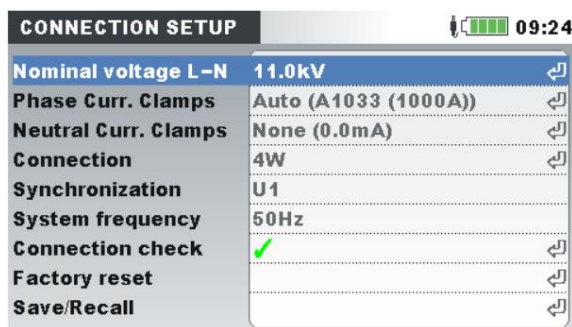 CONNECTION SETUP 09:24
Nominal voltage L-N 11.0kV
Phase Curr. Clamps Auto (A1033 (1000A))
Neutral Curr. Clamps None (0.0mA)
Connection 4W
Synchronization U1
System frequency 50Hz
Connection check ✓
Factory reset
Save/Recall